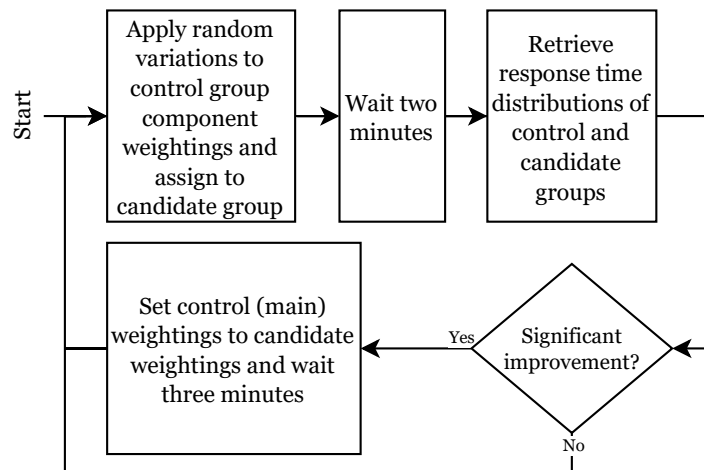 Start
Apply random
variations to
control group
component
weightings and
assign to
candidate group
Wait two
minutes
Retrieve
response time
distributions of
control and
candidate
groups
Significant
improvement?
Yes
Set control (main)
weightings to candidate
weightings and wait
three minutes
No